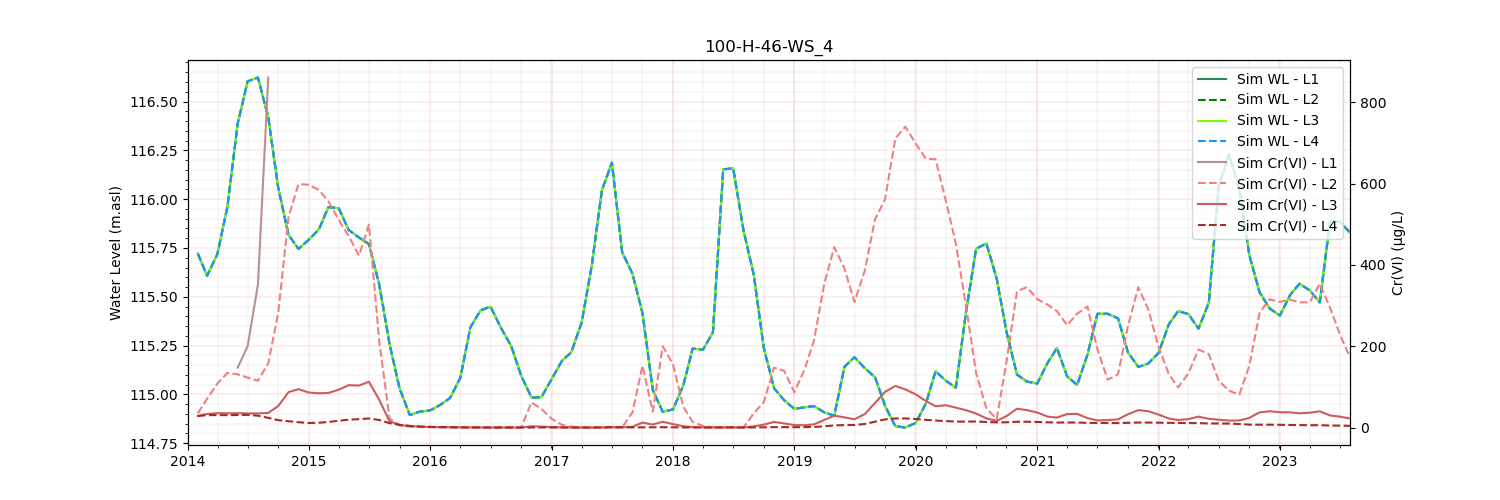 100-H-46-WS_4
Water Level (m.asl)
116.50
116.25
116.00
115.75
115.50
115.25
115.00
114.75
Sim WL - L1
Sim WL - L2
Sim WL - L3
Sim WL - L4
Sim Cr(VI) - L1
Sim Cr(VI) - L2
Sim Cr(VI) - L3
Sim Cr(VI) - L4
800
600
400
200
0
Cr(VI) (μg/L)
2014 2015 2016 2017 2018 2019 2020 2021 2022 2023